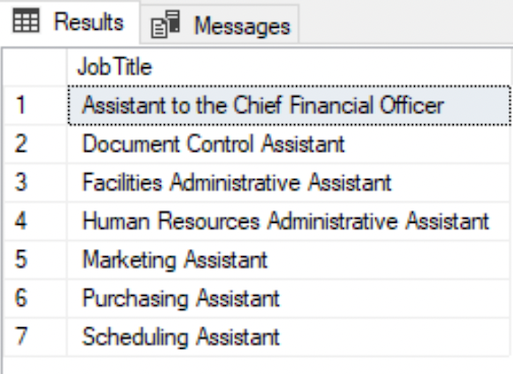 Results Messages
JobTitle
1 Assistant to the Chief Financial Officer
2 Document Control Assistant
3 Facilities Administrative Assistant
4 Human Resources Administrative Assistant
5 Marketing Assistant
6 Purchasing Assistant
7 Scheduling Assistant